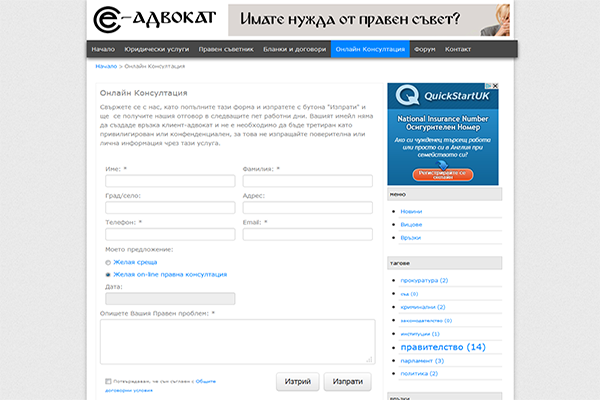 е-адвокат
Имате нужда от правен съвет?
Начало Юридически услуги Правен съветник Бланки и договори Онлайн Консултация Форум Контакт
Начало > Онлайн Консултация
Онлайн Консултация
Свържете се с нас, като попълните тази форма и изпратете с бутона "Изпрати" и
ще се получите нашия отговор в следващите пет работни дни. Вашият имейл няма
да създаде връзка клиент-адвокат и не е необходимо да бъде третиран като
привилигирован или конфенденциален, за това не изпращайте поверителна или
лична информация чрез тази услуга.
Име: *
Фамилия: *
Град/село:
Адрес:
Телефон: *
Email: *
Моето предложение:
Желая среща
Желая on-line правна консултация
Дата:
Опишете Вашия Правен проблем: *
Потвърждавам, че съм съгласен с Общите
договорни условия
Изтрий
Изпрати
QuickStartUK
National Insurance Number
Осигурителен Номер
Ако си чужденец търсещ работа
или просто си в Англия при
семейството си?
Регистрирайте се
онлайн
меню
Новини
Вицове
Връзки
тагове
прокуратура (2)
съд (0)
криминални (2)
законодателство (0)
институции (1)
правителство (14)
парламент (3)
политика (2)
връзки